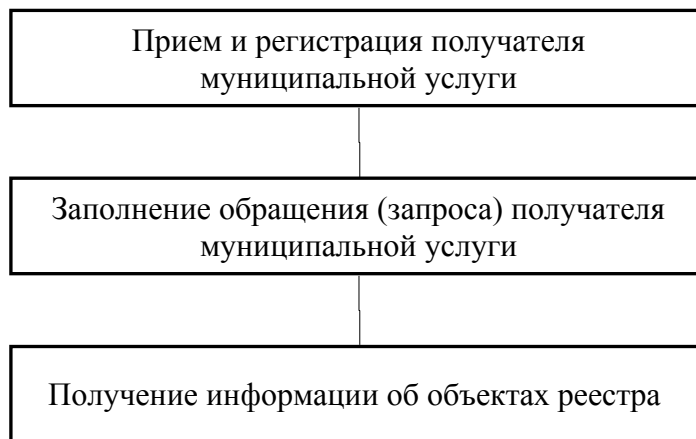 Прием и регистрация получателя
муниципальной услуги
Заполнение обращения (запроса) получателя
муниципальной услуги
Получение информации об объектах реестра